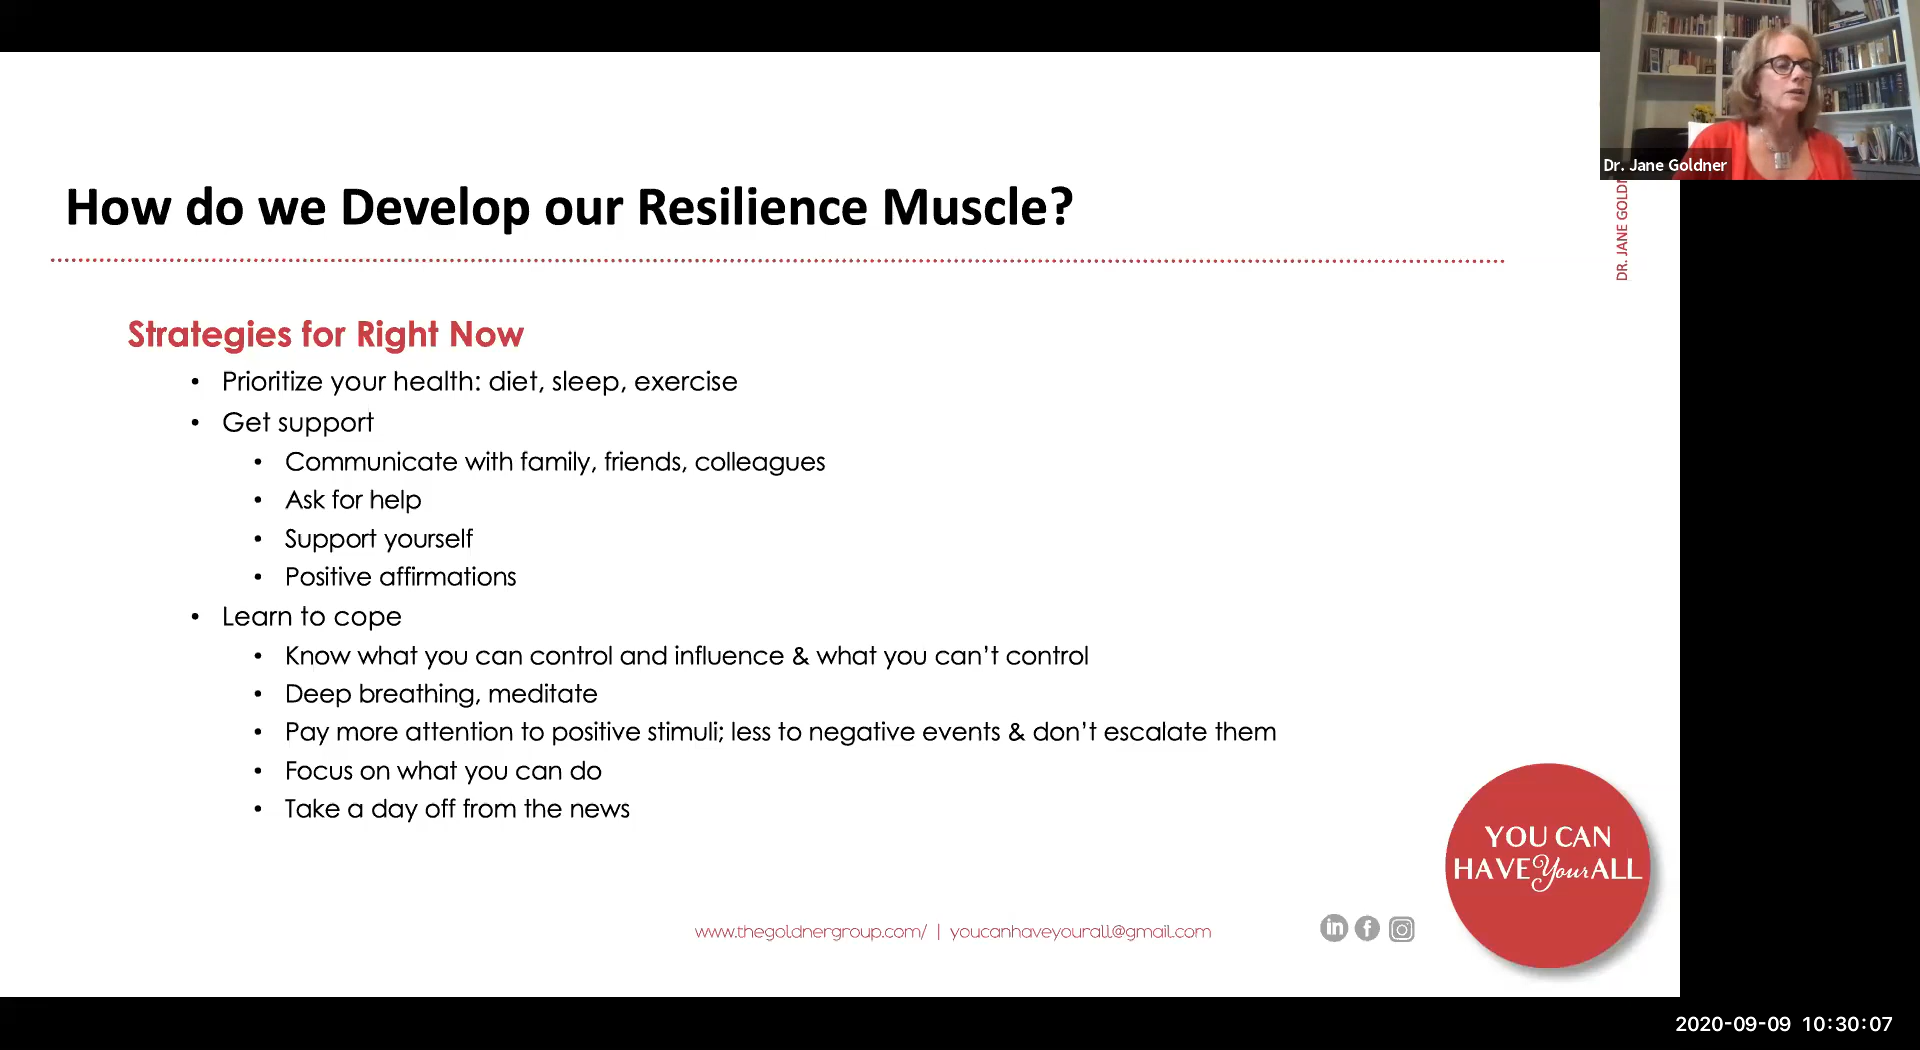 Dr. Jane Goldner
DR. JANE GOLD
How do we Develop our Resilience Muscle?
Strategies for Right Now
• Prioritize your health: diet, sleep, exercise
• Get support
• Communicate with family, friends, colleagues
• Ask for help
• Support yourself
• Positive affirmations
• Learn to cope
• Know what you can control and influence & what you can’t control
• Deep breathing, meditate
• Pay more attention to positive stimuli; less to negative events & don’t escalate them
• Focus on what you can do
• Take a day off from the news
YOU CAN
HAVE Your ALL
www.thegoldnergroup.com/ | youcanhaveyourall@gmail.com
in f
2020-09-09 10:30:07